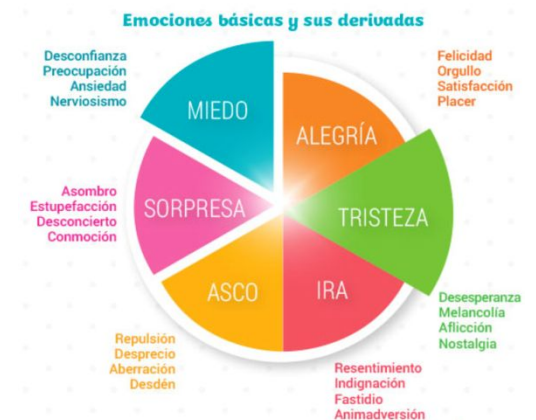 Emociones básicas y sus derivadas
Desconfianza
Preocupación
Ansiedad
Nerviosismo
Felicidad
Orgullo
Satisfacción
Placer
MIEDO
ALEGRÍA
Asombro
Estupefacción
Desconcierto
Conmoción
SORPRESA
TRISTEZA
ASCO
IRA
Desesperanza
Melancolía
Aflicción
Nostalgia
Repulsión
Desprecio
Aberración
Desdén
Resentimiento
Indignación
Fastidio
Animadversión